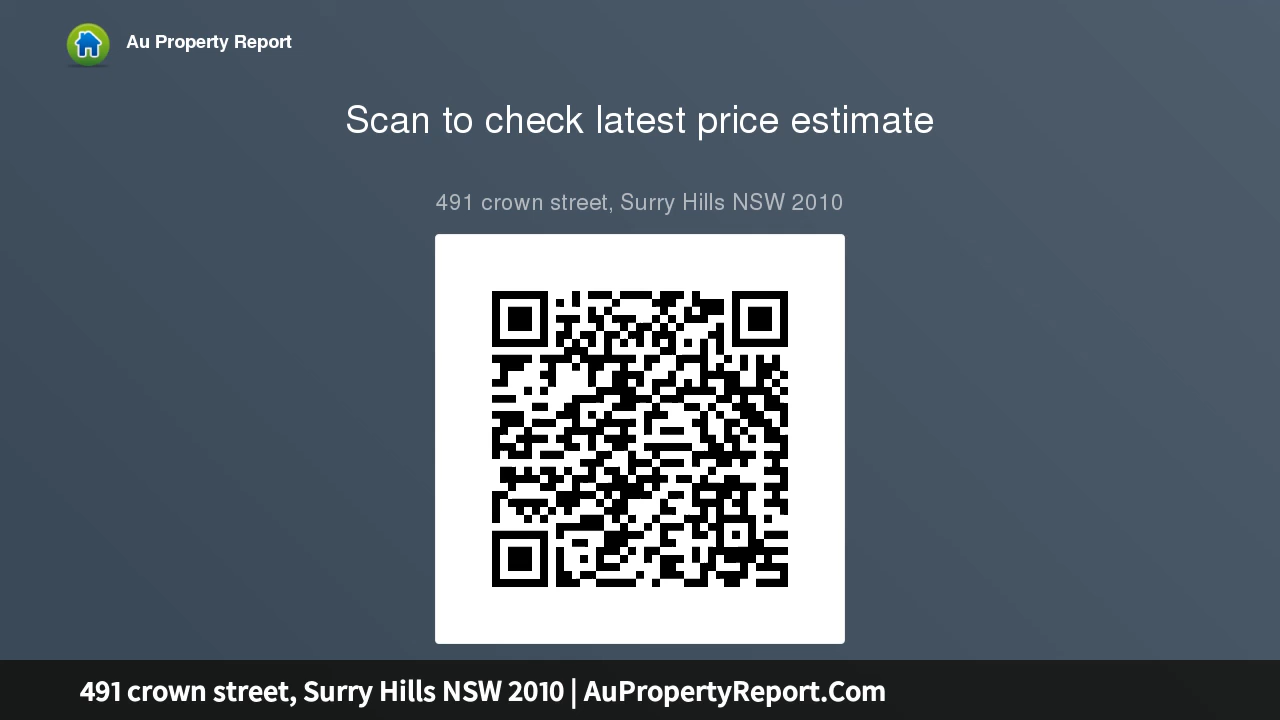 Au Property Report
Scan to check latest price estimate
491 crown street, Surry Hills NSW 2010
491 crown street, Surry Hills NSW 2010 | AuPropertyReport.Com